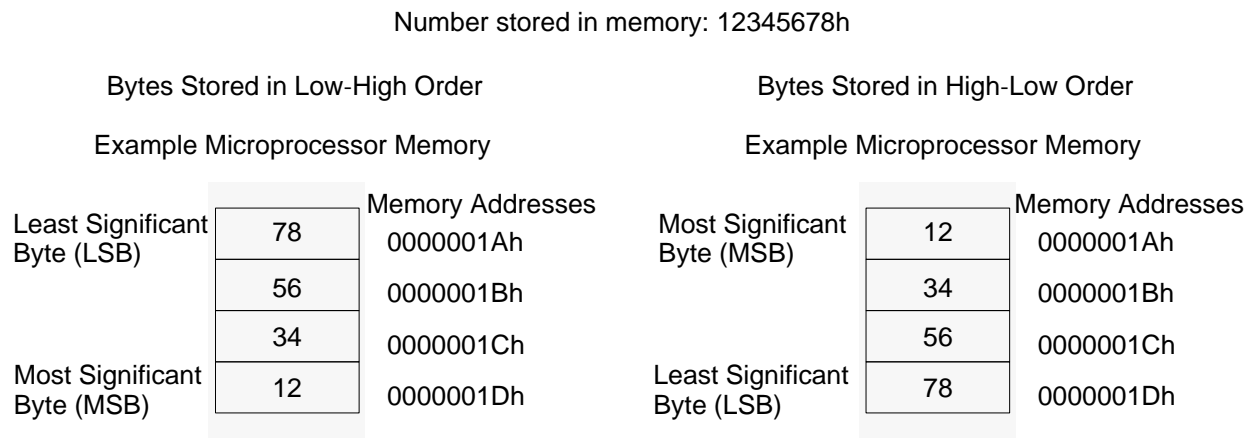 Number stored in memory: 12345678h
Bytes Stored in Low-High Order
Example Microprocessor Memory
Memory Addresses
Least Significant
Byte (LSB)
78
0000001Ah
56
0000001Bh
34
0000001Ch
Most Significant
Byte (MSB)
12
0000001Dh
Bytes Stored in High-Low Order
Example Microprocessor Memory
Memory Addresses
Most Significant
Byte (MSB)
12
0000001Ah
34
0000001Bh
56
0000001Ch
Least Significant
Byte (LSB)
78
0000001Dh